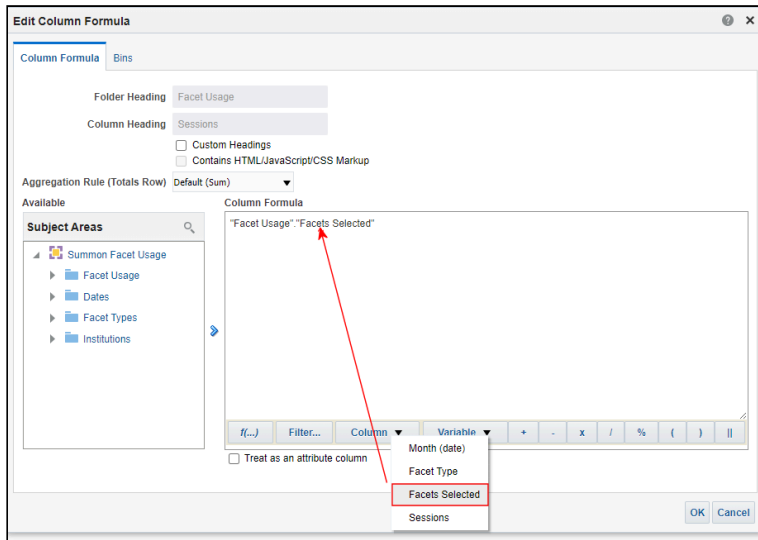 Edit Column Formula
Column Formula Bins
Folder Heading Facet Usage
Column Heading Sessions
Custom Headings
Contains HTML/JavaScript/CSS Markup
Aggregation Rule (Totals Row) Default (Sum)
Available Column Formula
Subject Areas
"Facet Usage"."Facets Selected"
Summon Facet Usage
Facet Usage
Dates
Facet Types
Institutions
f(...) Filter... Column Variable + - x / % ( ) ||
Treat as an attribute column
Month (date)
Facet Type
Facets Selected
Sessions
OK Cancel